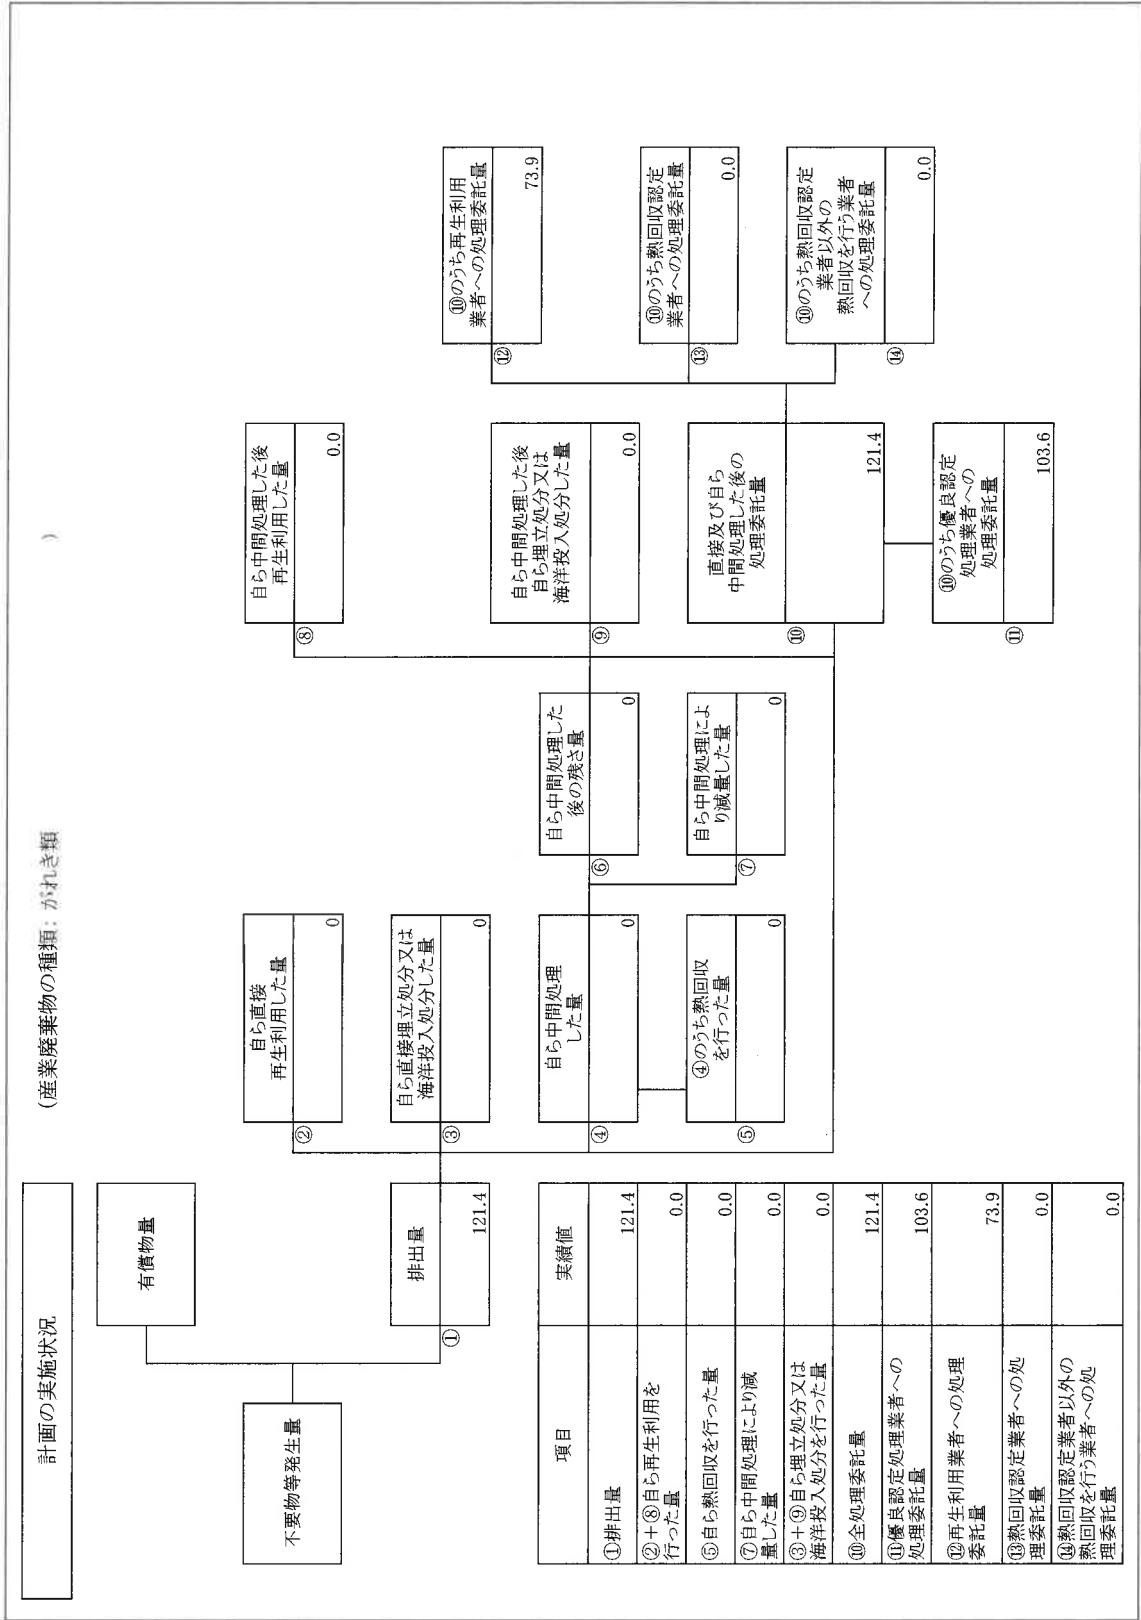 計画の実施状況
(産業廃棄物の種類: がれき類 )
不要物等発生量
有償物量
排出量
①
121.4
自ら直接
再生利用した量
②
0
自ら直接埋立処分又は
海洋投入処分した量
③
0
自ら中間処理
した量
④
0
④のうち熱回収
を行った量
⑤
0
自ら中間処理した
後の残さ量
⑥
0
自ら中間処理によ
り減量した量
⑦
0
自ら中間処理した後
再生利用した量
⑧
0.0
自ら中間処理した後
自ら埋立処分又は
海洋投入処分した量
⑨
0.0
直接及び自ら
中間処理した後の
処理委託量
⑩
121.4
⑩のうち優良認定
処理業者への
処理委託量
⑪
103.6
⑩のうち再生利用
業者への処理委託量
⑫
73.9
⑩のうち熱回収認定
業者への処理委託量
⑬
0.0
⑩のうち熱回収認定
業者以外の
熱回収を行う業者
への処理委託量
⑭
0.0
項目 実績値
①排出量 121.4
②+⑧自ら再生利用を
行った量 0.0
⑤自ら熱回収を行った量 0.0
⑦自ら中間処理により減
量した量 0.0
③+⑨自ら埋立処分又は
海洋投入処分を行った量 0.0
⑩全処理委託量 121.4
⑪優良認定処理業者への
処理委託量 103.6
⑫再生利用業者への処理
委託量 73.9
⑬熱回収認定業者への処
理委託量 0.0
⑭熱回収認定業者以外の
熱回収を行う業者への処
理委託量 0.0